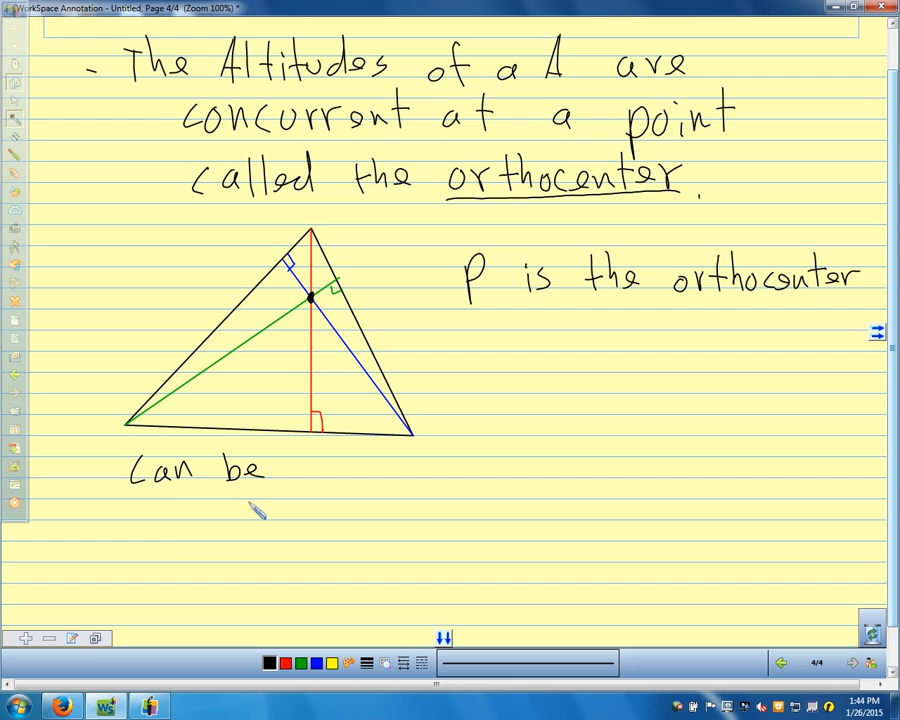 WorkSpace Annotation - Untitled, Page 4/4 (Zoom 100%) *
- The Altitudes of a Δ are
concurrent at a point
called the orthocenter.
P is the orthocenter
can be
4/4
1:44 PM
1/26/2015